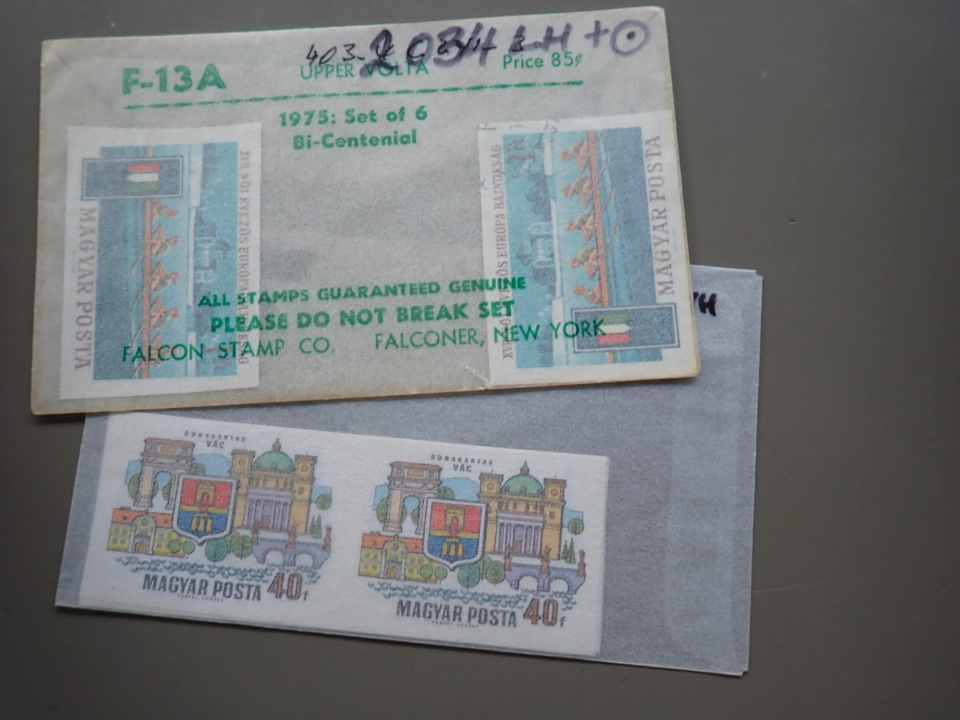 F-13A
UPPER VOLTA
Price 85¢
1975: Set of 6
Bi-Centenial
MAGYAR POSTA
MAGYAR POSTA
ALL STAMPS GUARANTEED GENUINE
PLEASE DO NOT BREAK SET
FALCON STAMP CO. FALCONER, NEW YORK
DUNAKANYAR
VÁC
MAGYAR POSTA 40f
DUNAKANYAR
VÁC
MAGYAR POSTA 40f